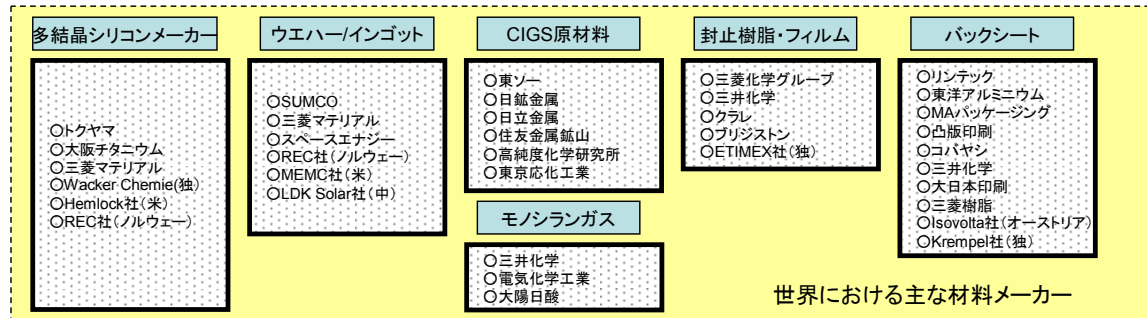 多結晶シリコンメーカー
○トクヤマ
○大阪チタニウム
○三菱マテリアル
○Wacker Chemie(独)
○Hemlock社(米)
○REC社(ノルウェー)
ウエハー/インゴット
○SUMCO
○三菱マテリアル
○スペースエナジー
○REC社(ノルウェー)
○MEMC社(米)
○LDK Solar社(中)
CIGS原材料
○東ソー
○日鉱金属
○日立金属
○住友金属鉱山
○高純度化学研究所
○東京応化工業
モノシランガス
○三井化学
○電気化学工業
○大陽日酸
封止樹脂・フィルム
○三菱化学グループ
○三井化学
○クラレ
○ブリジストン
○ETIMEX社(独)
バックシート
○リンテック
○東洋アルミニウム
○MAパッケージング
○凸版印刷
○コバヤシ
○三井化学
○大日本印刷
○三菱樹脂
○Isovolta社(オーストリア)
○Krempel社(独)
世界における主な材料メーカー